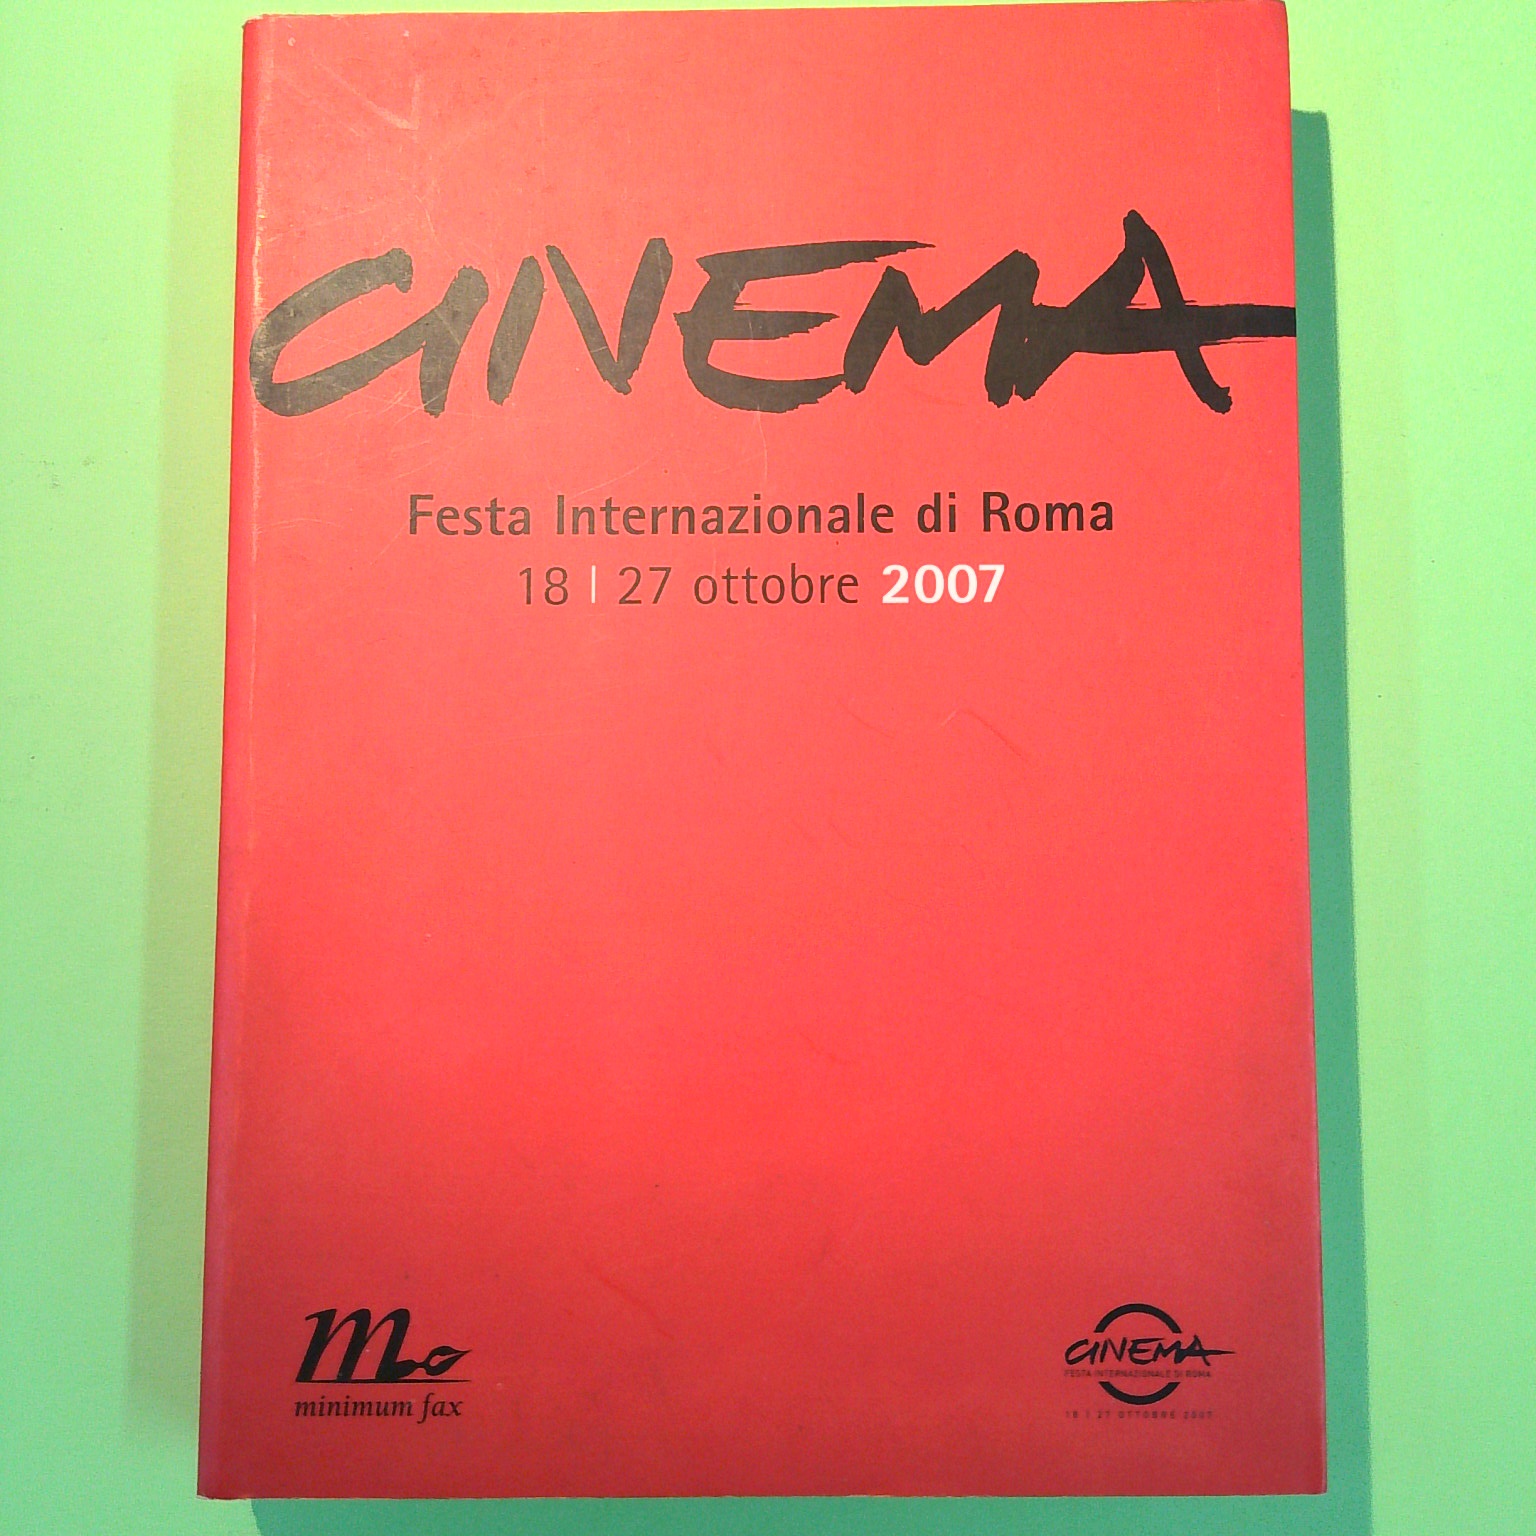 CINEMA
Festa Internazionale di Roma
18 | 27 ottobre 2007
mc
minimum fax
CINEMA
FESTA INTERNAZIONALE DI ROMA
18 | 27 OTTOBRE 2007